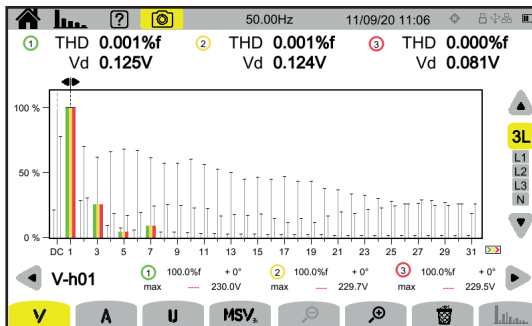 ? 50.00Hz 11/09/20 11:06
1 THD 0.001%f 2 THD 0.001%f 3 THD 0.000%f
Vd 0.125V Vd 0.124V Vd 0.081V
100 %
50 %
0 %
3L
L1
L2
L3
N
DC 1 3 5 7 9 11 13 15 17 19 21 23 25 27 29 31
V-h01 1 100.0%f + 0° 2 100.0%f + 0° 3 100.0%f + 0°
max ---- 230.0V max ---- 229.7V max ---- 229.5V
V A U MSV